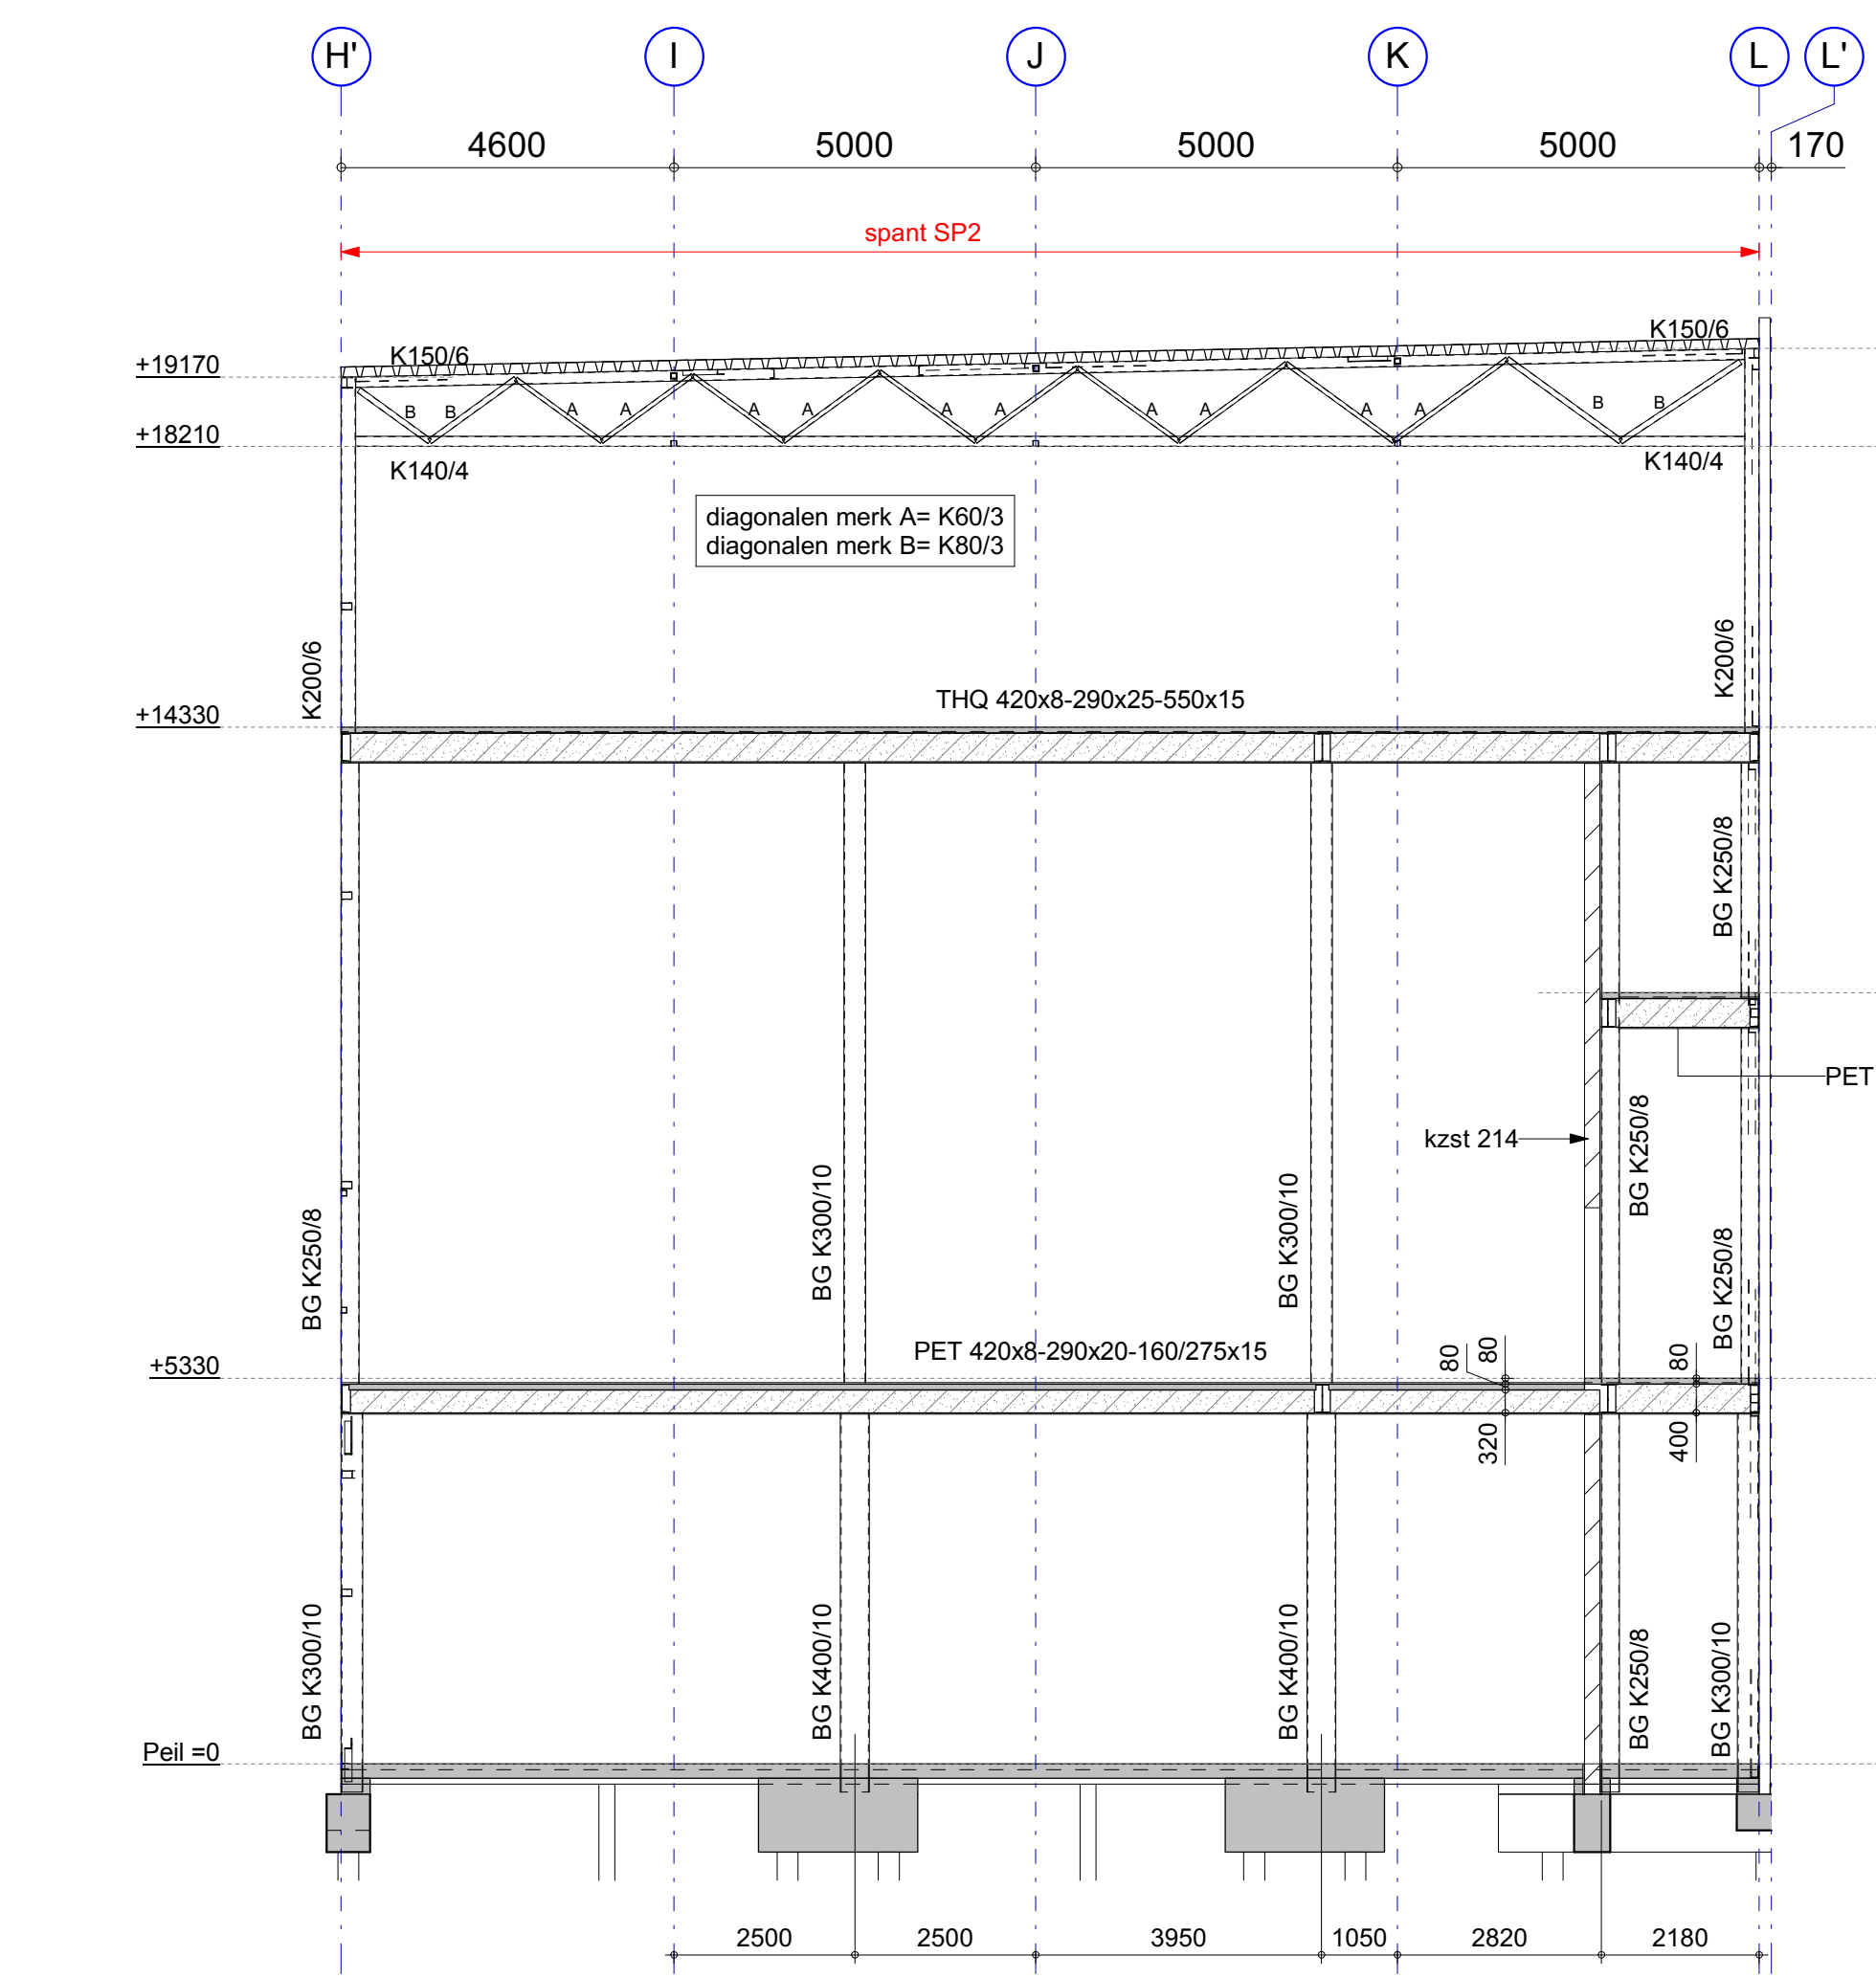 H' I J K L L'
4600 5000 5000 5000 170
spant SP2
K150/6 K150/6
+19170
B B A A A A A A A A A A B B
+18210
K140/4 K140/4
diagonalen merk A= K60/3
diagonalen merk B= K80/3
K200/6 K200/6
THQ 420x8-290x25-550x15
+14330
BG K250/8
PET
kzst 214
BG K250/8
BG K250/8 BG K300/10 BG K300/10 BG K250/8
PET 420x8-290x20-160/275x15
80 80 80
+5330
320 400
BG K300/10 BG K400/10 BG K400/10 BG K250/8 BG K300/10
Peil =0
2500 2500 3950 1050 2820 2180